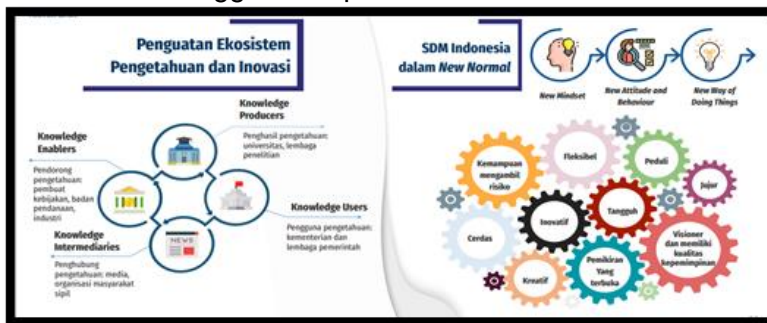 Penguatan Ekosistem
Pengetahuan dan Inovasi
Knowledge
Producers
Penghasil pengetahuan:
universitas, lembaga
penelitian
Knowledge
Enablers
Pendorong
pengetahuan:
pembuat
kebijakan, badan
pendanaan,
industri
Knowledge Users
Pengguna pengetahuan:
kementerian dan
lembaga pemerintah
Knowledge
Intermediaries
Penghubung
pengetahuan: media,
organisasi masyarakat
sipil
NEWS
SDM Indonesia
dalam New Normal
New Mindset
New Attitude and
Behaviour
New Way of
Doing Things
Kemampuan
mengambil
risiko
Fleksibel
Peduli
Jujur
Cerdas
Inovatif
Tangguh
Visioner
dan memiliki
kualitas
kepemimpinan
Kreatif
Pemikiran
Yang
terbuka